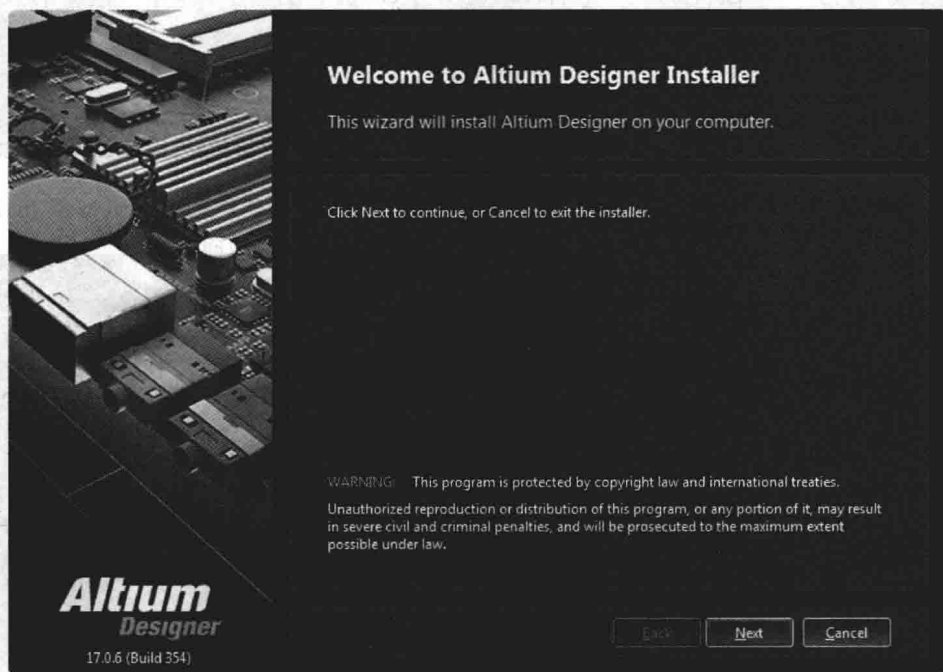 Welcome to Altium Designer Installer
This wizard will install Altium Designer on your computer.
Click Next to continue, or Cancel to exit the installer.
WARNING: This program is protected by copyright law and international treaties.
Unauthorized reproduction or distribution of this program, or any portion of it, may result
in severe civil and criminal penalties, and will be prosecuted to the maximum extent
possible under law.
Altium
Designer
17.0.6 (Build 354)
Back
Next
Cancel